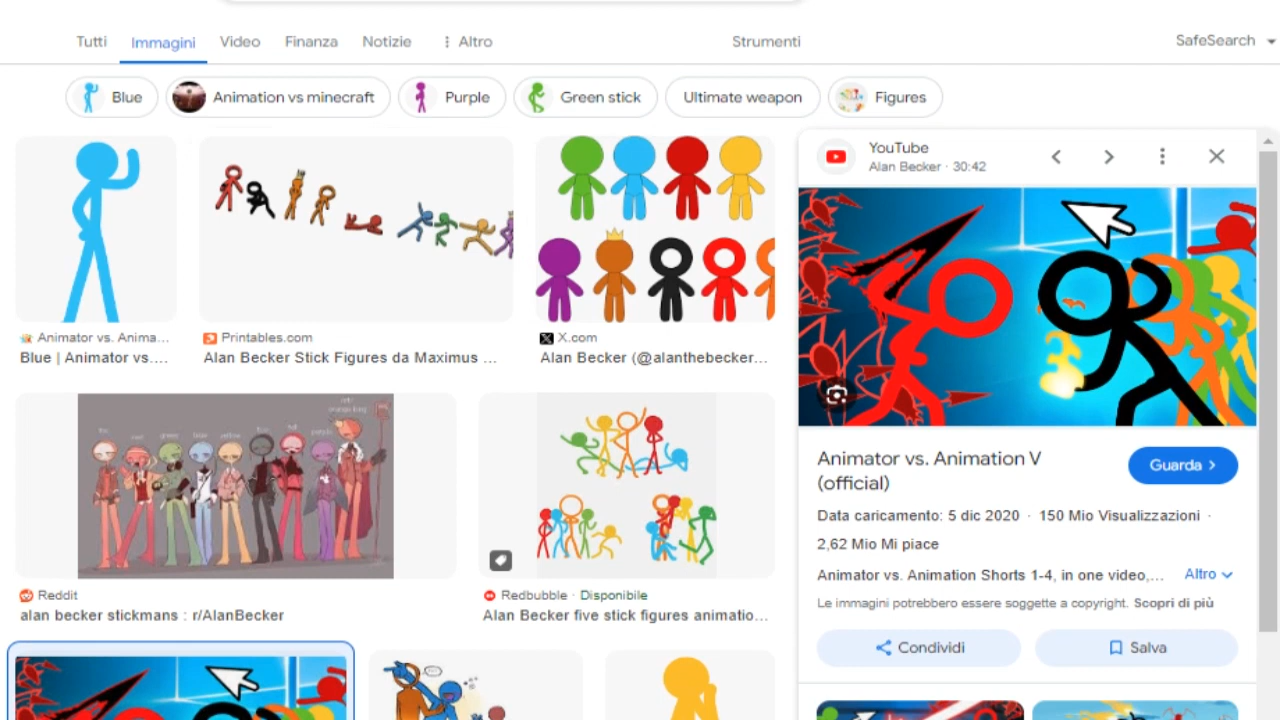 Tutti Immagini Video Finanza Notizie Altro Strumenti SafeSearch
Blue Animation vs minecraft Purple Green stick Ultimate weapon Figures
Animator vs. Anima...
Blue | Animator vs....
Printables.com
Alan Becker Stick Figures da Maximus ...
X.com
Alan Becker (@alanthebecker...
Reddit
alan becker stickmans : r/AlanBecker
Redbubble · Disponibile
Alan Becker five stick figures animatio...
YouTube
Alan Becker · 30:42
Animator vs. Animation V
(official)
Guarda
Data caricamento: 5 dic 2020 · 150 Mio Visualizzazioni ·
2,62 Mio Mi piace
Animator vs. Animation Shorts 1-4, in one video,... Altro
Le immagini potrebbero essere soggette a copyright. Scopri di più
Condividi Salva